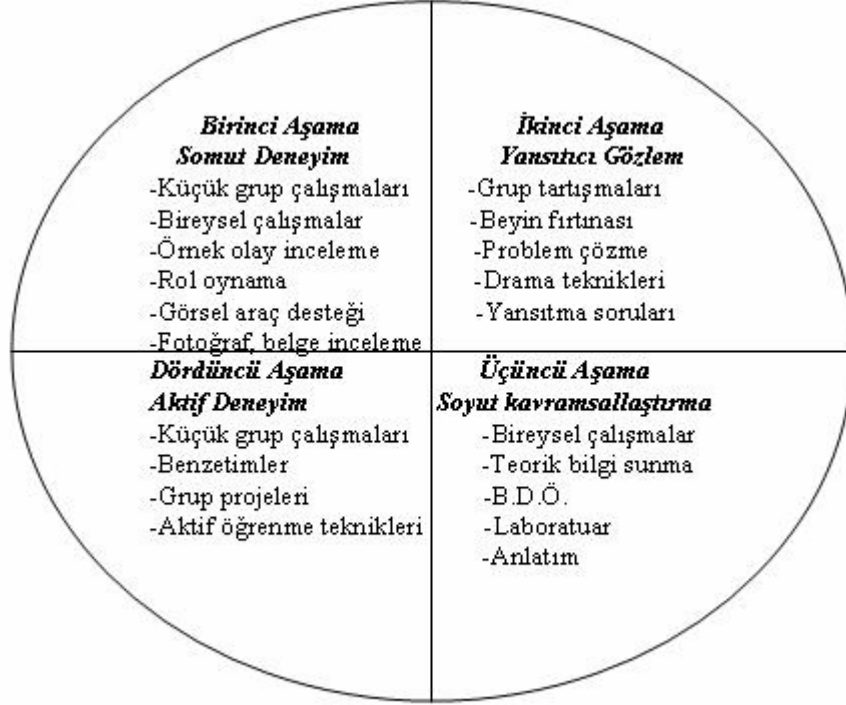 Birinci Aşama
Somut Deneyim
-Küçük grup çalışmaları
-Bireysel çalışmalar
-Örnek olay inceleme
-Rol oynama
-Görsel araç desteği
-Fotoğraf, belge inceleme
İkinci Aşama
Yansıtıcı Gözlem
-Grup tartışmaları
-Beyin fırtınası
-Problem çözme
-Drama teknikleri
-Yansıtma soruları
Üçüncü Aşama
Soyut kavramsallaştırma
-Bireysel çalışmalar
-Teorik bilgi sunma
-B.D.Ö.
-Laboratuar
-Anlatım
Dördüncü Aşama
Aktif Deneyim
-Küçük grup çalışmaları
-Benzetimler
-Grup projeleri
-Aktif öğrenme teknikleri